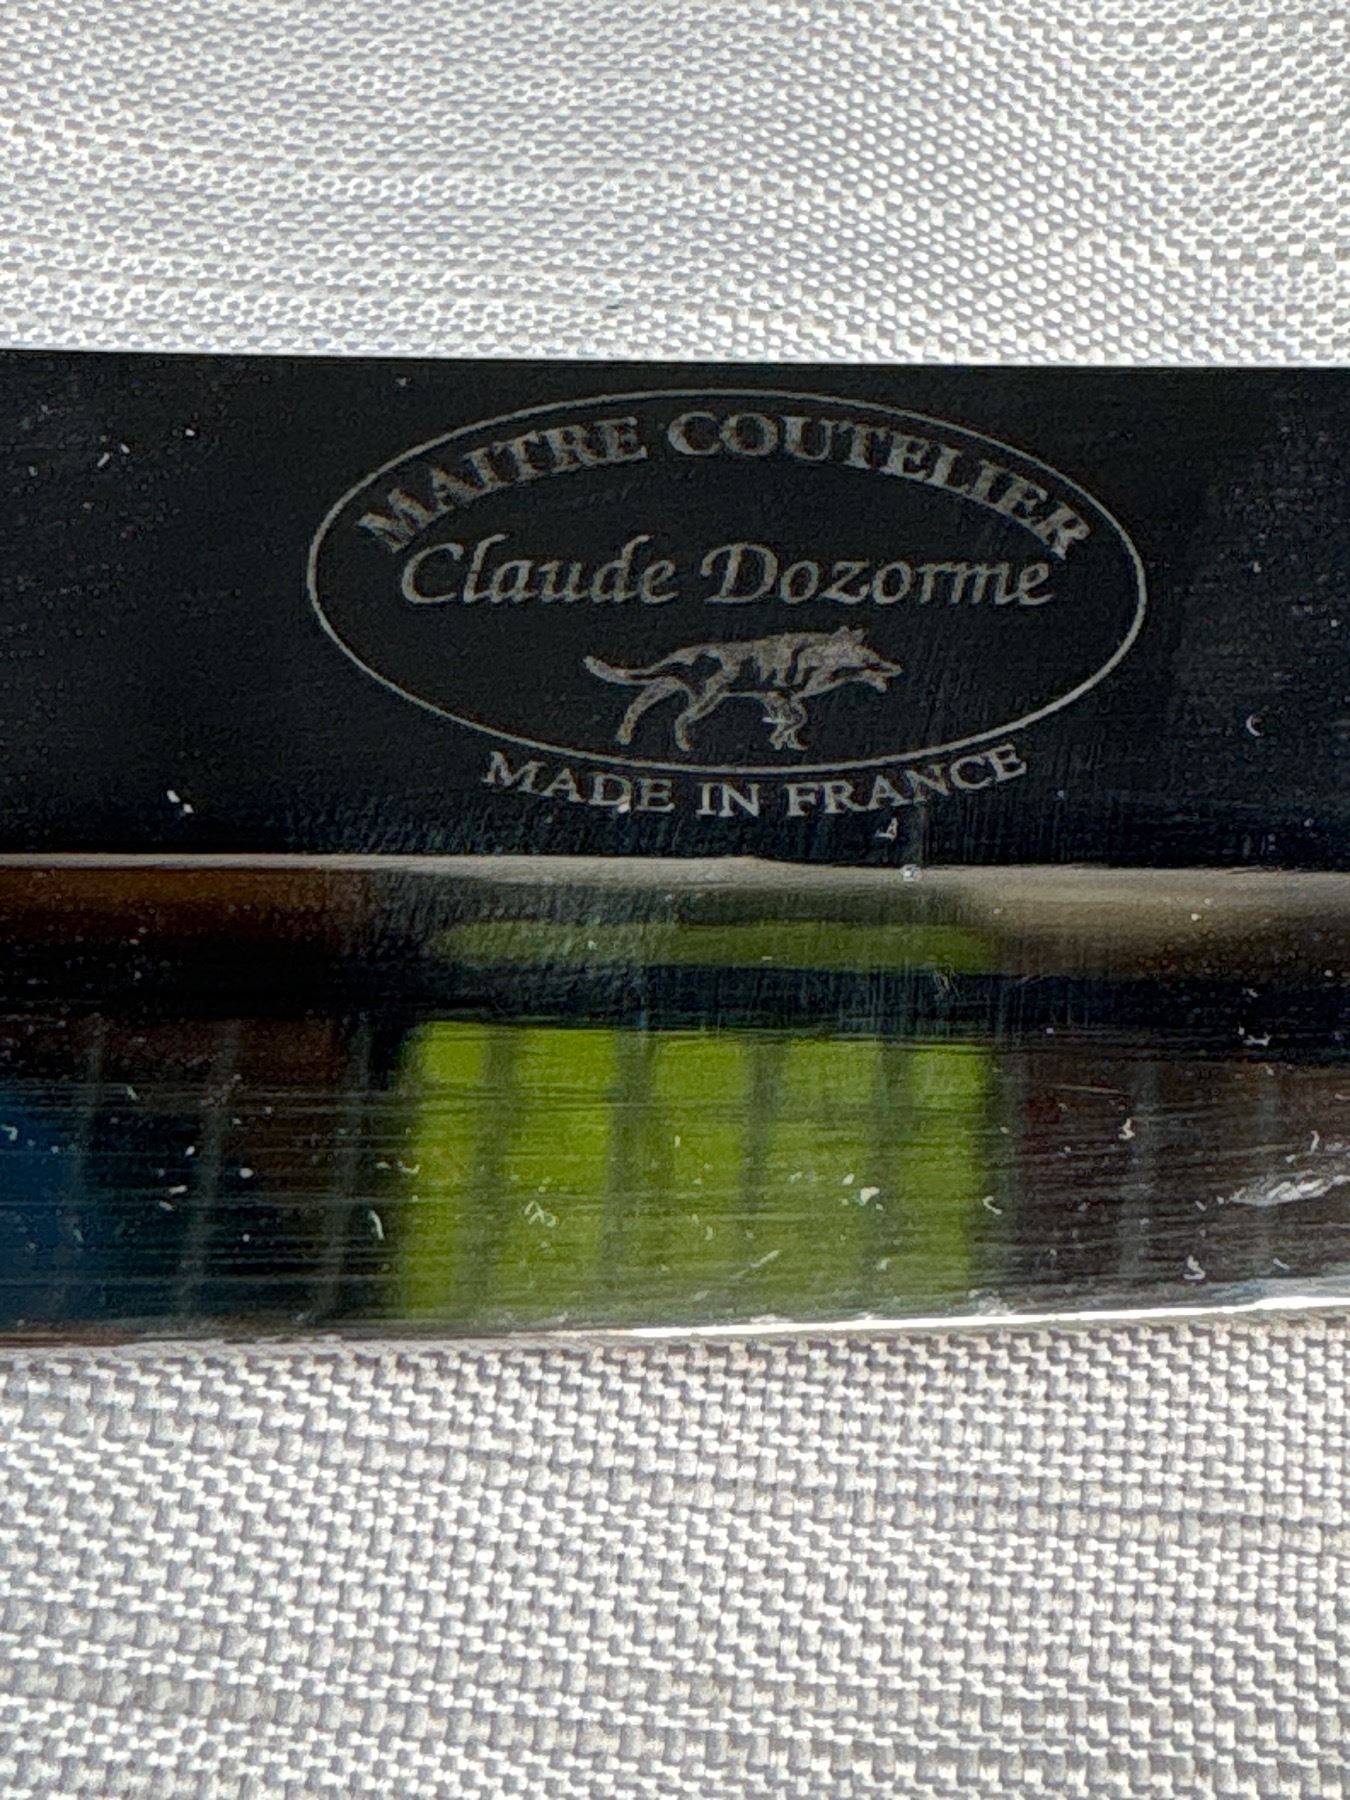 MAITRE COUTELIER
Claude Dozorme
MADE IN FRANCE